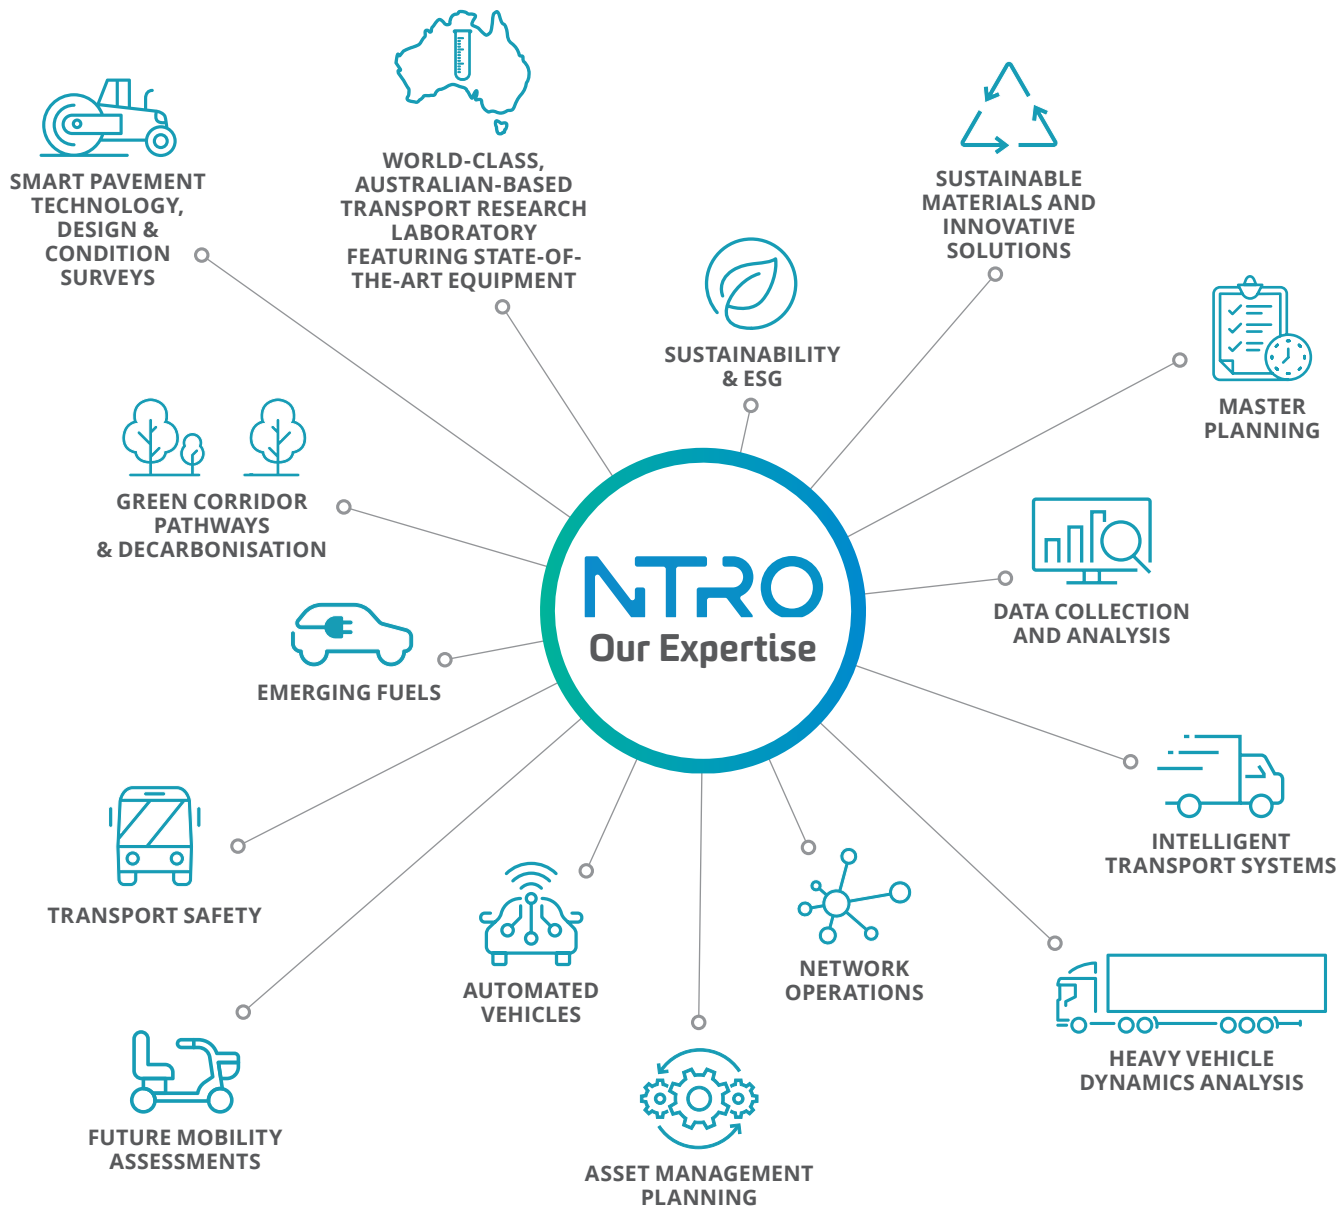 WORLD-CLASS,
AUSTRALIAN-BASED
TRANSPORT RESEARCH
LABORATORY
FEATURING STATE-OF-
THE-ART EQUIPMENT
SMART PAVEMENT
TECHNOLOGY,
DESIGN &
CONDITION
SURVEYS
SUSTAINABLE
MATERIALS AND
INNOVATIVE
SOLUTIONS
SUSTAINABILITY
& ESG
MASTER
PLANNING
GREEN CORRIDOR
PATHWAYS
& DECARBONISATION
NTRO
Our Expertise
DATA COLLECTION
AND ANALYSIS
EMERGING FUELS
INTELLIGENT
TRANSPORT SYSTEMS
TRANSPORT SAFETY
AUTOMATED
VEHICLES
NETWORK
OPERATIONS
HEAVY VEHICLE
DYNAMICS ANALYSIS
FUTURE MOBILITY
ASSESSMENTS
ASSET MANAGEMENT
PLANNING